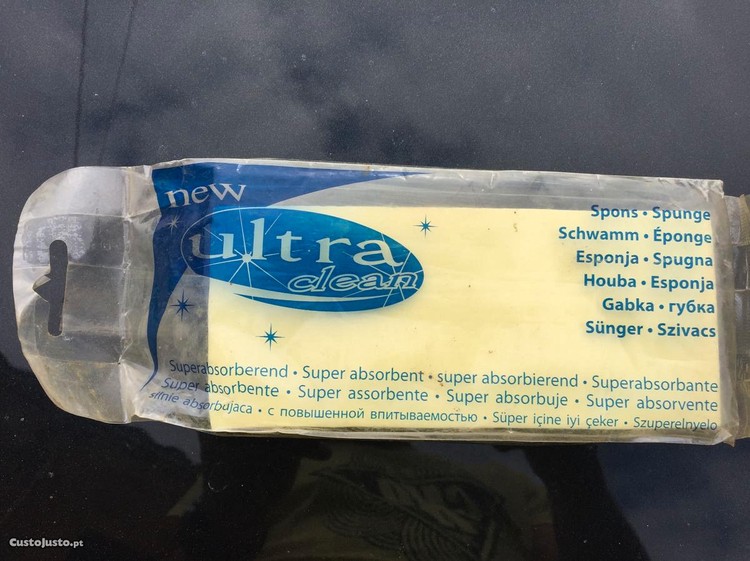 new
ultra
clean
Spons • Spunge
Schwamm • Éponge
Esponja • Spugna
Houba • Esponja
Gabka • губка
Sünger • Szivacs
Superabsorberend • Super absorbent • super absorbierend • Superabsorbante
Super absorbente • Super assorbente • Super absorbuje • Super absorvente
silnie absorbujaca • с повышенной впитываемостью • Süper içine iyi çeker • Szuperelnyelo
CustoJusto.pt